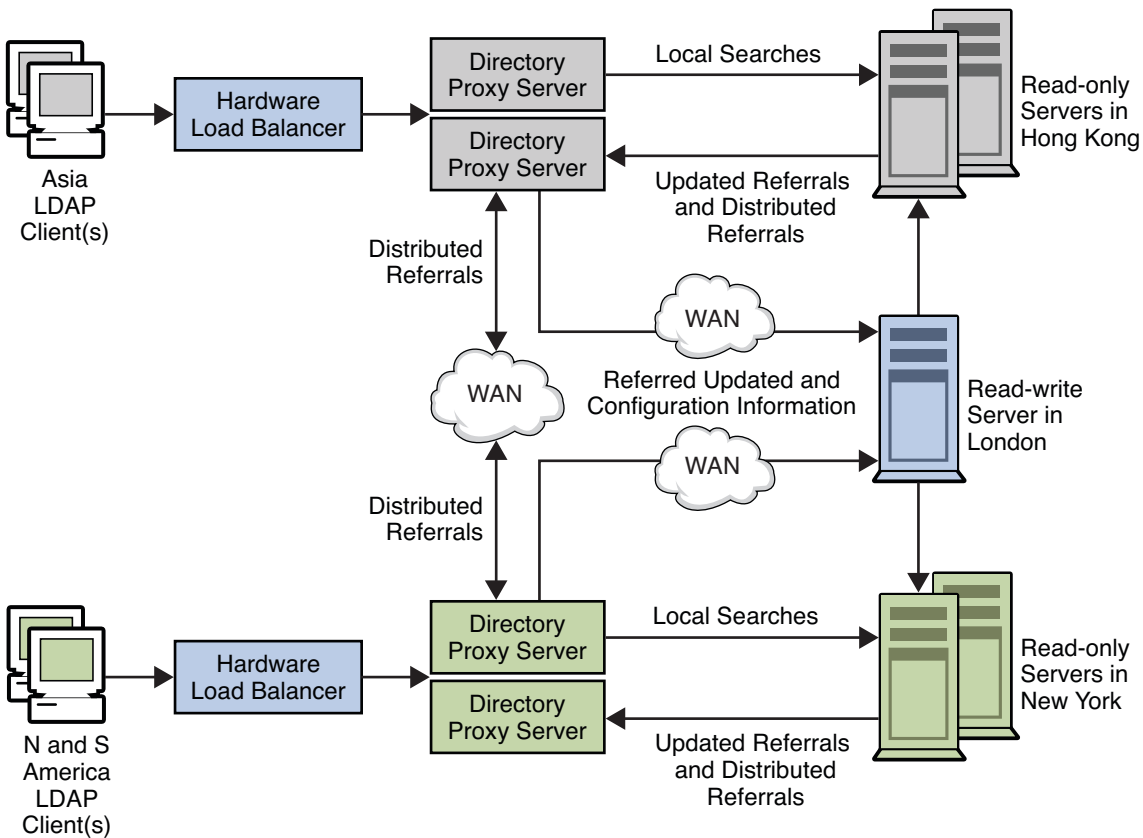 Asia
LDAP
Client(s)
Hardware
Load Balancer
Directory
Proxy Server
Directory
Proxy Server
Local Searches
Updated Referrals
and Distributed
Referrals
Read-only
Servers in
Hong Kong
Distributed
Referrals
WAN
WAN
Referred Updated and
Configuration Information
WAN
Read-write
Server in
London
Distributed
Referrals
N and S
America
LDAP
Client(s)
Hardware
Load Balancer
Directory
Proxy Server
Directory
Proxy Server
Local Searches
Updated Referrals
and Distributed
Referrals
Read-only
Servers in
New York